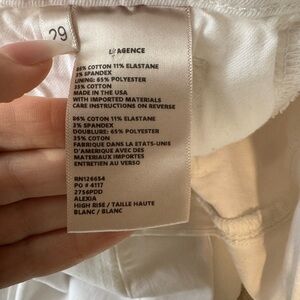 29
L'AGENCE
86% COTTON 11% ELASTANE
3% SPANDEX
LINING: 65% POLYESTER
35% COTTON
MADE IN THE USA
WITH IMPORTED MATERIALS
CARE INSTRUCTIONS ON REVERSE
86% COTTON 11% ELASTANE
3% SPANDEX
DOUBLURE: 65% POLYESTER
35% COTTON
FABRIQUE DANS LA ETATS-UNIS
D'AMERIQUE AVEC DES
MATERIAUX IMPORTES
ENTRETIEN AU VERSO
RN126654
PO # 4117
2756PDD
ALEXIA
HIGH RISE / TAILLE HAUTE
BLANC / BLANC